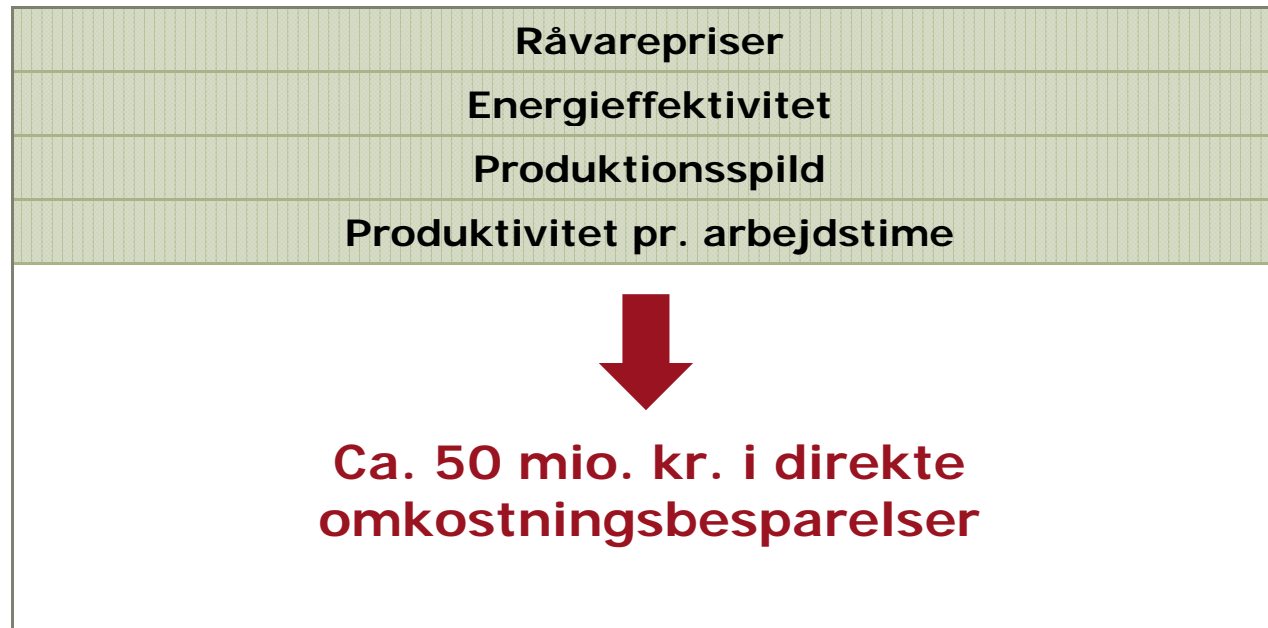 Råvarepriser
Energieffektivitet
Produktionsspild
Produktivitet pr. arbejdstime
Ca. 50 mio. kr. i direkte
omkostningsbesparelser